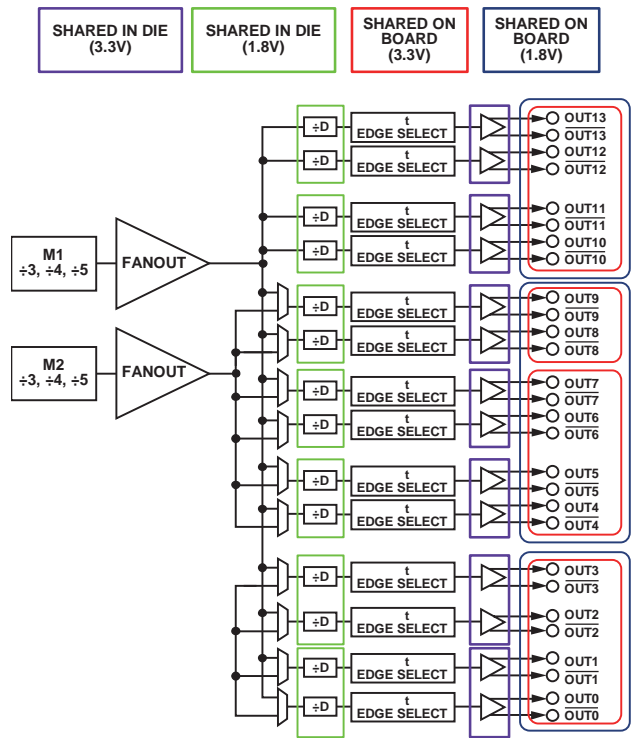 SHARED IN DIE
(3.3V)
SHARED IN DIE
(1.8V)
SHARED ON
BOARD
(3.3V)
SHARED ON
BOARD
(1.8V)
÷D
t
EDGE SELECT
OUT13
OUT13
÷D
t
EDGE SELECT
OUT12
OUT12
÷D
t
EDGE SELECT
OUT11
OUT11
÷D
t
EDGE SELECT
OUT10
OUT10
M1
÷3, ÷4, ÷5
FANOUT
÷D
t
EDGE SELECT
OUT9
OUT9
÷D
t
EDGE SELECT
OUT8
OUT8
M2
÷3, ÷4, ÷5
FANOUT
÷D
t
EDGE SELECT
OUT7
OUT7
÷D
t
EDGE SELECT
OUT6
OUT6
÷D
t
EDGE SELECT
OUT5
OUT5
÷D
t
EDGE SELECT
OUT4
OUT4
÷D
t
EDGE SELECT
OUT3
OUT3
÷D
t
EDGE SELECT
OUT2
OUT2
÷D
t
EDGE SELECT
OUT1
OUT1
÷D
t
EDGE SELECT
OUT0
OUT0